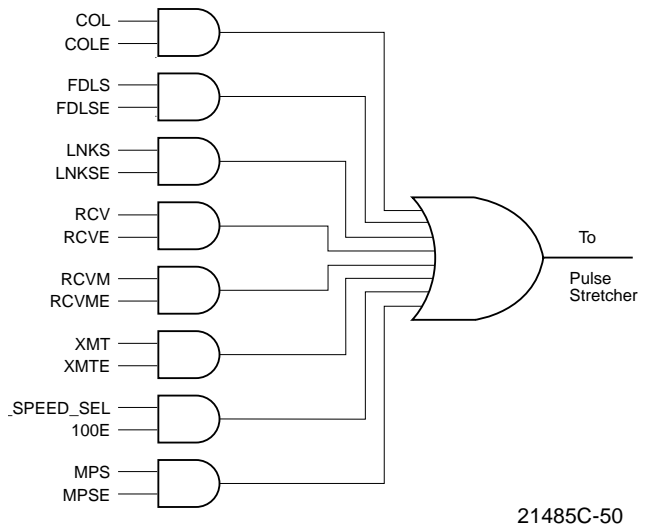 COL
COLE
FDLS
FDLSE
LNKS
LNKSE
RCV
RCVE
RCVM
RCVME
XMT
XMTE
_SPEED_SEL
100E
MPS
MPSE
To
Pulse
Stretcher
21485C-50